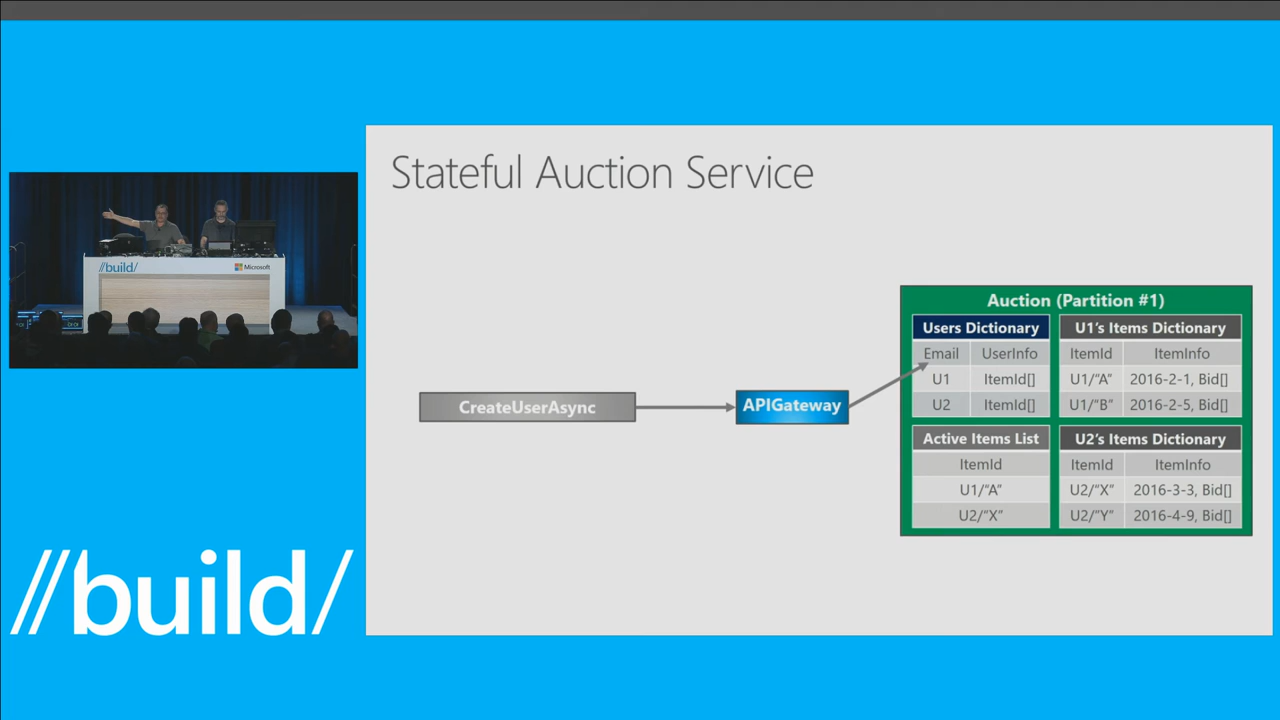 Stateful Auction Service
Auction (Partition #1)
Users Dictionary
Email UserInfo
U1 ItemId[]
U2 ItemId[]
U1's Items Dictionary
ItemId ItemInfo
U1/“A” 2016-2-1, Bid[]
U1/“B” 2016-2-5, Bid[]
CreateUserAsync
APIGateway
Active Items List
ItemId
U1/“A”
U2/“X”
U2's Items Dictionary
ItemId ItemInfo
U2/“X” 2016-3-3, Bid[]
U2/“Y” 2016-4-9, Bid[]
//build/
Microsoft
//build/